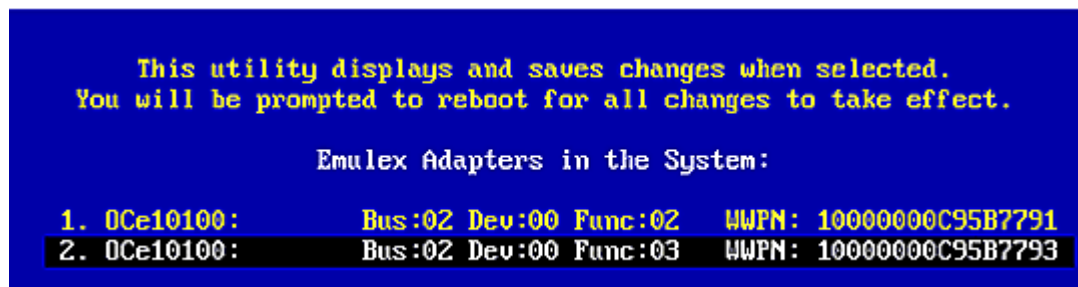 This utility displays and saves changes when selected.
You will be prompted to reboot for all changes to take effect.
Emulex Adapters in the System:
1. OCe10100: Bus:02 Dev:00 Func:02 WWPN: 10000000C95B7791
2. OCe10100: Bus:02 Dev:00 Func:03 WWPN: 10000000C95B7793